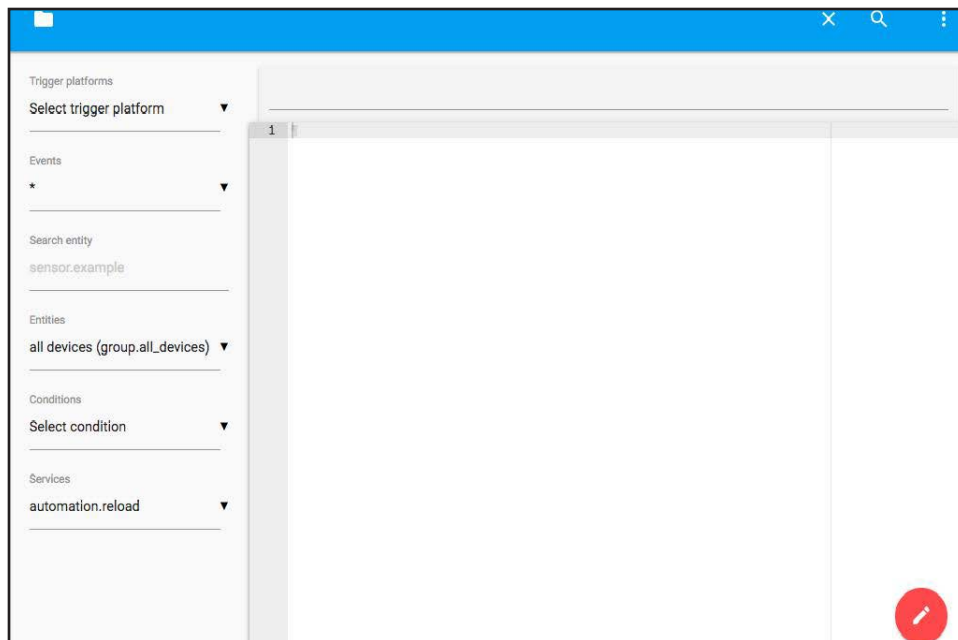 Trigger platforms
Select trigger platform
Events
*
Search entity
sensor.example
Entities
all devices (group.all_devices)
Conditions
Select condition
Services
automation.reload
1